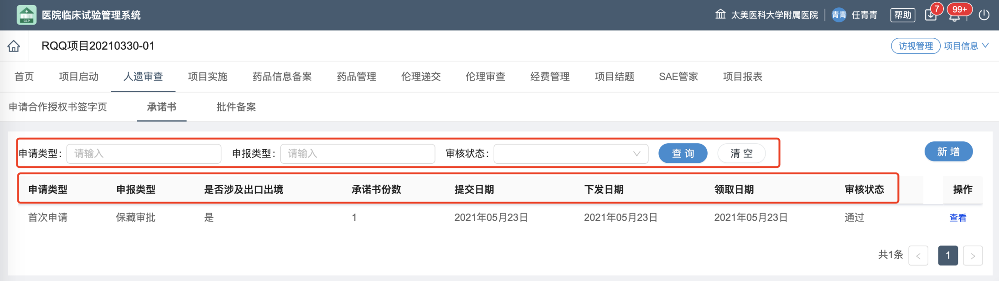 GCP 医院临床试验管理系统 太美医科大学附属医院 青青 任青青 帮助 7 99+
RQQ项目20210330-01 访视管理 项目信息
首页 项目启动 人遗审查 项目实施 药品信息备案 药品管理 伦理递交 伦理审查 经费管理 项目结题 SAE管家 项目报表
申请合作授权书签字页 承诺书 批件备案
申请类型: 请输入 申报类型: 请输入 审核状态: 查询 清空 新增
申请类型 申报类型 是否涉及出口出境 承诺书份数 提交日期 下发日期 领取日期 审核状态 操作
首次申请 保藏审批 是 1 2021年05月23日 2021年05月23日 2021年05月23日 通过 查看
共1条 < 1 >